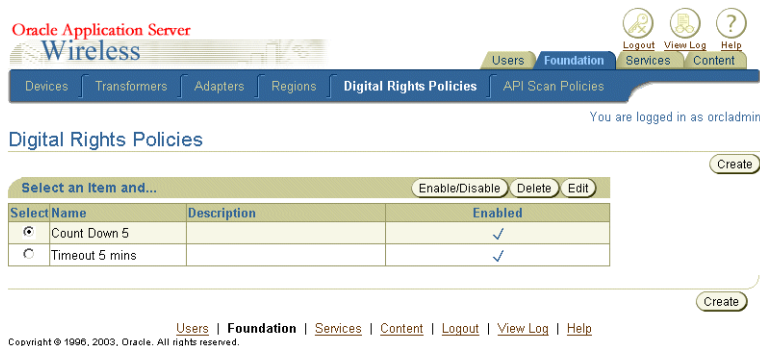 Oracle Application Server
Wireless
Logout View Log Help
Users Foundation Services Content
Devices Transformers Adapters Regions Digital Rights Policies API Scan Policies
You are logged in as orcladmin
Digital Rights Policies
Create
Select an Item and... Enable/Disable Delete Edit
Select Name Description Enabled
Count Down 5
Timeout 5 mins
Create
Users | Foundation | Services | Content | Logout | View Log | Help
Copyright © 1996, 2003, Oracle. All rights reserved.